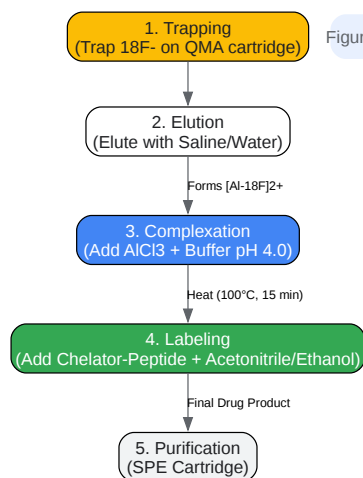 1. Trapping
(Trap 18F- on QMA cartridge)
Figur
2. Elution
(Elute with Saline/Water)
Forms [Al-18F]2+
3. Complexation
(Add AlCl3 + Buffer pH 4.0)
Heat (100°C, 15 min)
4. Labeling
(Add Chelator-Peptide + Acetonitrile/Ethanol)
Final Drug Product
5. Purification
(SPE Cartridge)